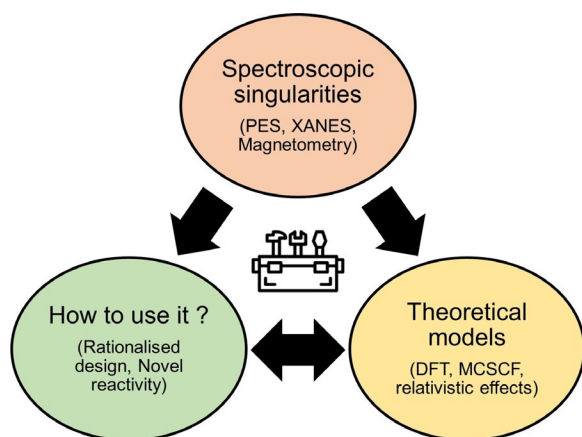 Spectroscopic
singularities
(PES, XANES,
Magnetometry)
How to use it ?
(Rationalised
design, Novel
reactivity)
Theoretical
models
(DFT, MCSCF,
relativistic effects)